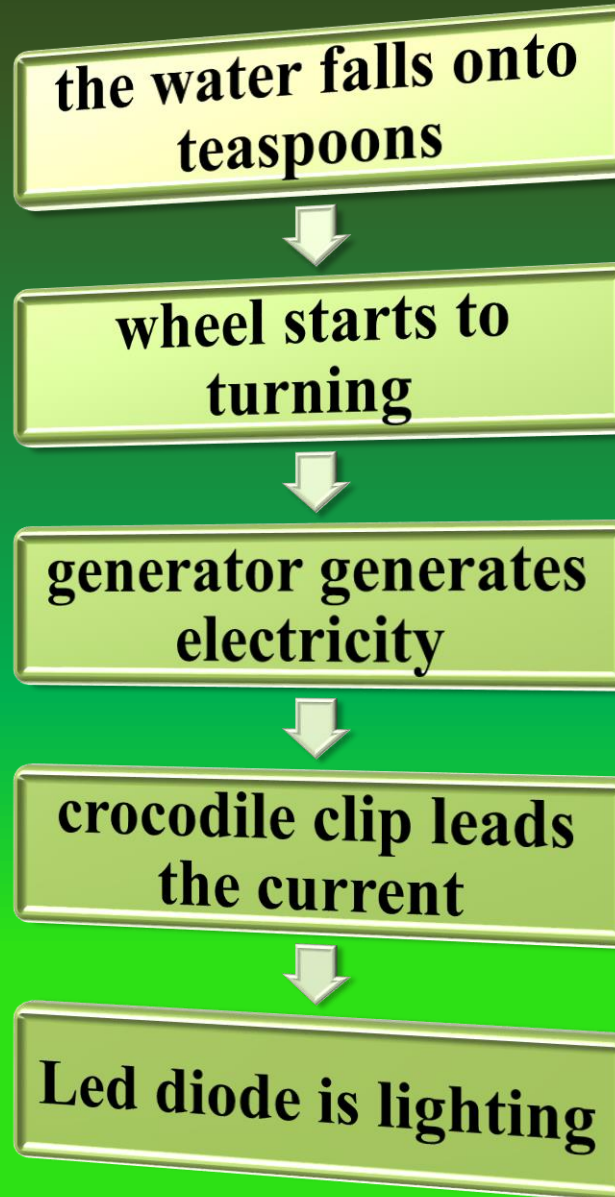 the water falls onto
teaspoons
wheel starts to
turning
generator generates
electricity
crocodile clip leads
the current
Led diode is lighting